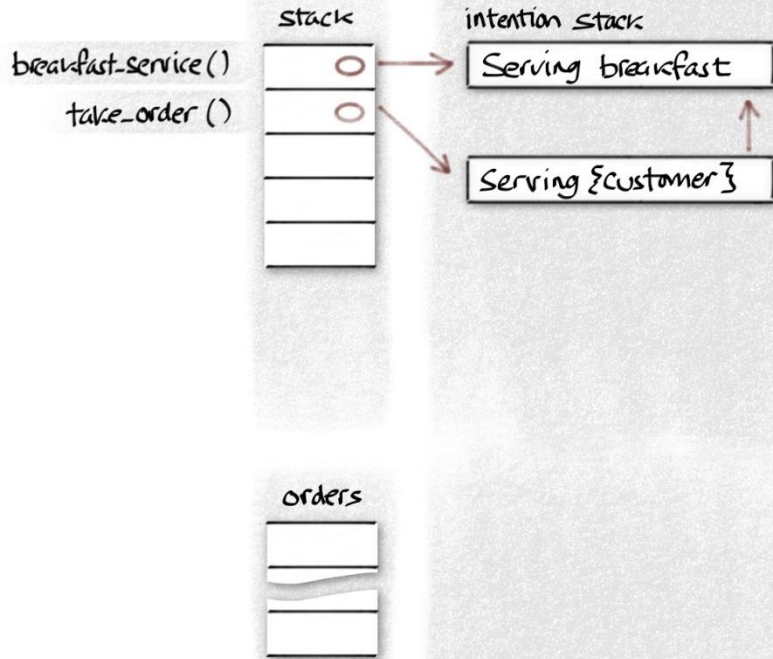 stack
intention stack
breakfast_service()
Serving breakfast
take_order()
Serving {customer}
orders